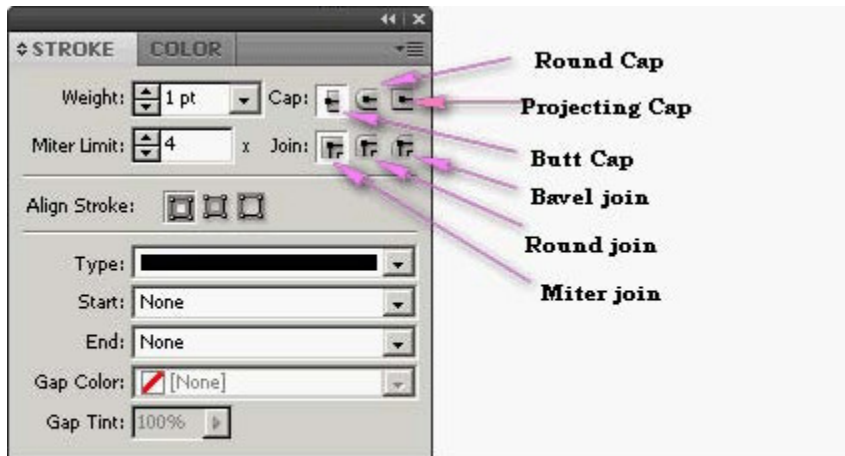 STROKE COLOR
Weight: 1 pt Cap:
Miter Limit: 4 x Join:
Align Stroke:
Type:
Start: None
End: None
Gap Color: [None]
Gap Tint: 100%
Round Cap
Projecting Cap
Butt Cap
Bavel join
Round join
Miter join